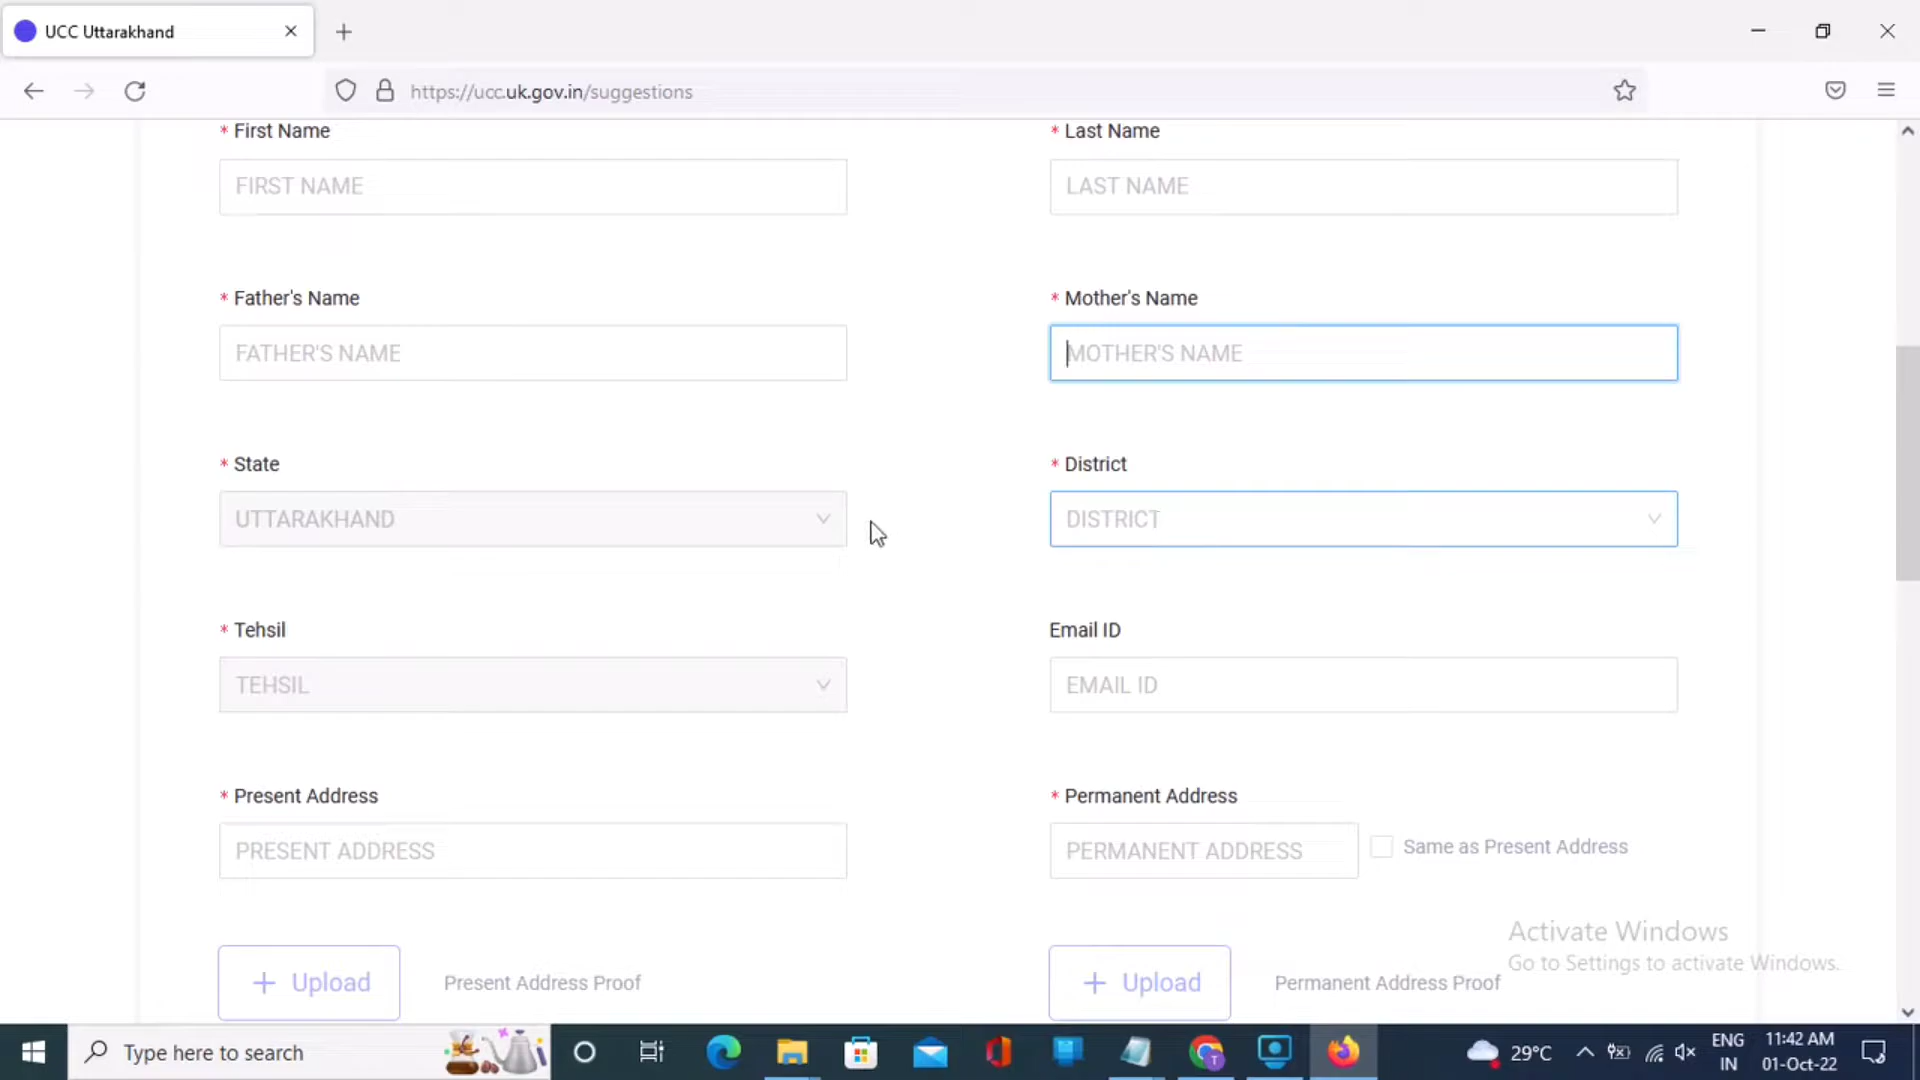 UCC Uttarakhand
https://ucc.uk.gov.in/suggestions
* First Name
* Last Name
FIRST NAME
LAST NAME
* Father's Name
* Mother's Name
FATHER'S NAME
MOTHER'S NAME
* State
* District
UTTARAKHAND
DISTRICT
* Tehsil
Email ID
TEHSIL
EMAIL ID
* Present Address
* Permanent Address
PRESENT ADDRESS
PERMANENT ADDRESS
Same as Present Address
Activate Windows
Go to Settings to activate Windows.
+ Upload
Present Address Proof
+ Upload
Permanent Address Proof
Type here to search
T
29°C
ENG
IN
11:42 AM
01-Oct-22